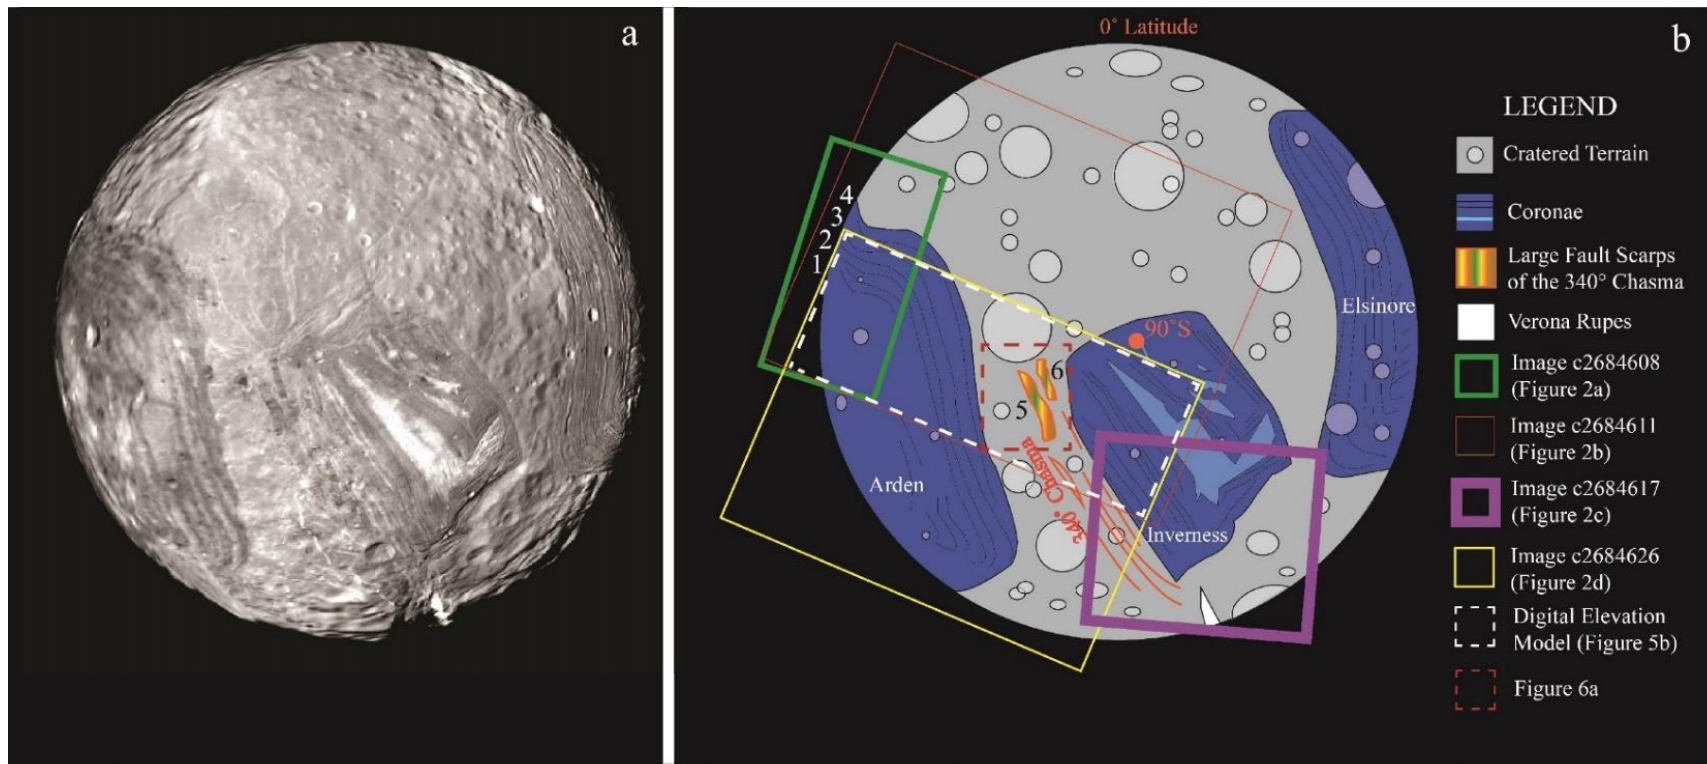 a
0° Latitude
b
LEGEND
Cratered Terrain
Coronae
Large Fault Scarps
of the 340° Chasma
Verona Rupes
Image c2684608
(Figure 2a)
Image c2684611
(Figure 2b)
Image c2684617
(Figure 2c)
Image c2684626
(Figure 2d)
Digital Elevation
Model (Figure 5b)
Figure 6a
4
3
2
1
Elsinore
90°S
6
5
340° Chasma
Arden
Inverness